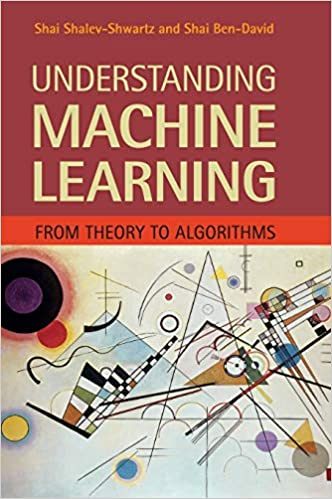 Shai Shalev-Shwartz and Shai Ben-David
UNDERSTANDING
MACHINE
LEARNING
FROM THEORY TO ALGORITHMS